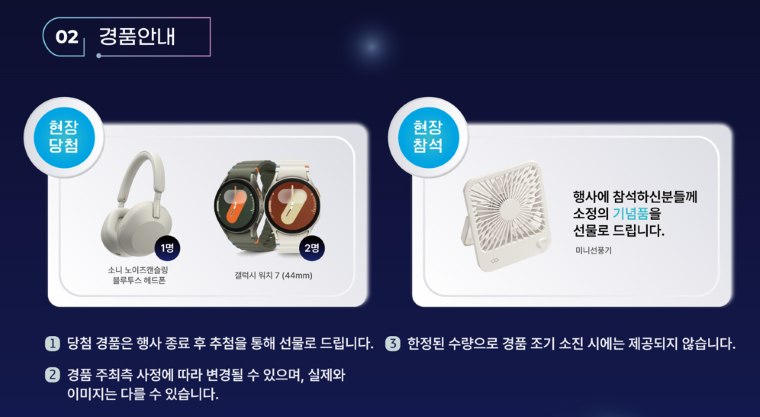 02 경품안내
현장
당첨
1명
소니 노이즈캔슬링
블루투스 헤드폰
2명
갤럭시 워치 7 (44mm)
현장
참석
행사에 참석하신분들께
소정의 기념품을
선물로 드립니다.
미니선풍기
1 당첨 경품은 행사 종료 후 추첨을 통해 선물로 드립니다.
2 경품 주최측 사정에 따라 변경될 수 있으며, 실제와
이미지는 다를 수 있습니다.
3 한정된 수량으로 경품 조기 소진 시에는 제공되지 않습니다.